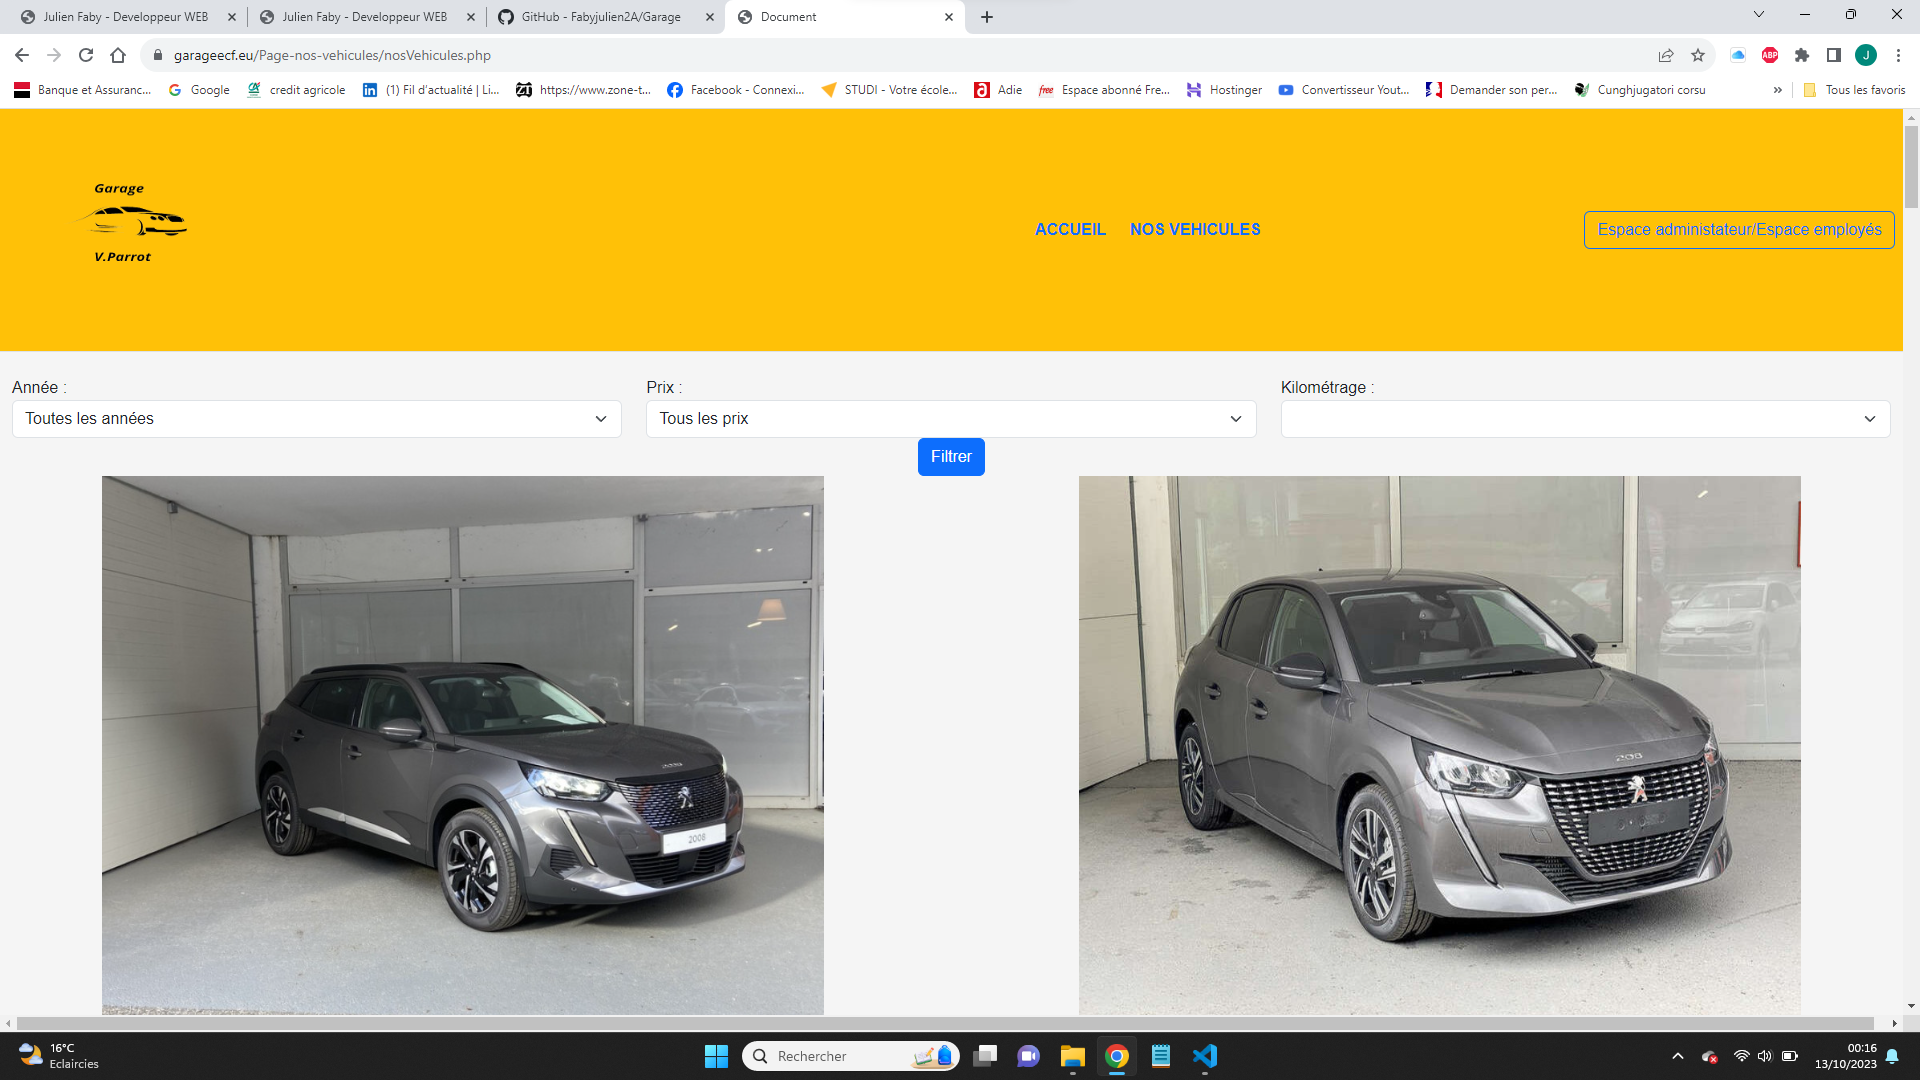 Julien Faby - Developpeur WEB
Julien Faby - Developpeur WEB
GitHub - Fabyjulien2A/Garage
Document
garageecf.eu/Page-nos-vehicules/nosVehicules.php
J
Banque et Assuranc...
Google
credit agricole
(1) Fil d'actualité | Li...
https://www.zone-t...
Facebook - Connexi...
STUDI - Votre école...
Adie
free
Espace abonné Fre...
Hostinger
Convertisseur Yout...
Demander son per...
Cunghjugatori corsu
»
Tous les favoris
ABP
Garage
V.Parrot
ACCUEIL
NOS VEHICULES
Espace administateur/Espace employés
Année :
Prix :
Kilométrage :
Toutes les années
Tous les prix
Filtrer
2008
208
16°C
Eclaircies
Rechercher
00:16
13/10/2023